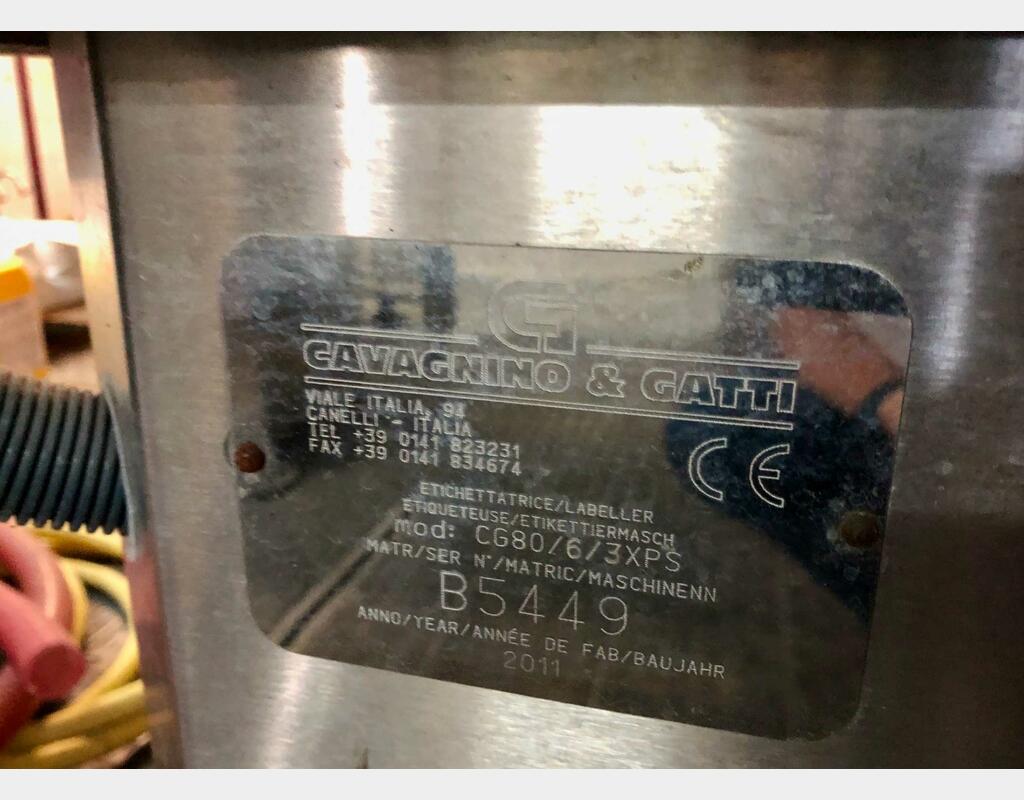 CG
CAVAGNINO & GATTI
VIALE ITALIA, 94
CANELLI - ITALIA
TEL +39 0141 823231
FAX +39 0141 834674
CE
ETICHETTATRICE/LABELLER
ETIQUETEUSE/ETIKETTIERMASCH
mod: CG80/6/3XPS
MATR/SER N°/MATRIC/MASCHINENN
B5449
ANNO/YEAR/ANNÉE DE FAB/BAUJAHR
2011